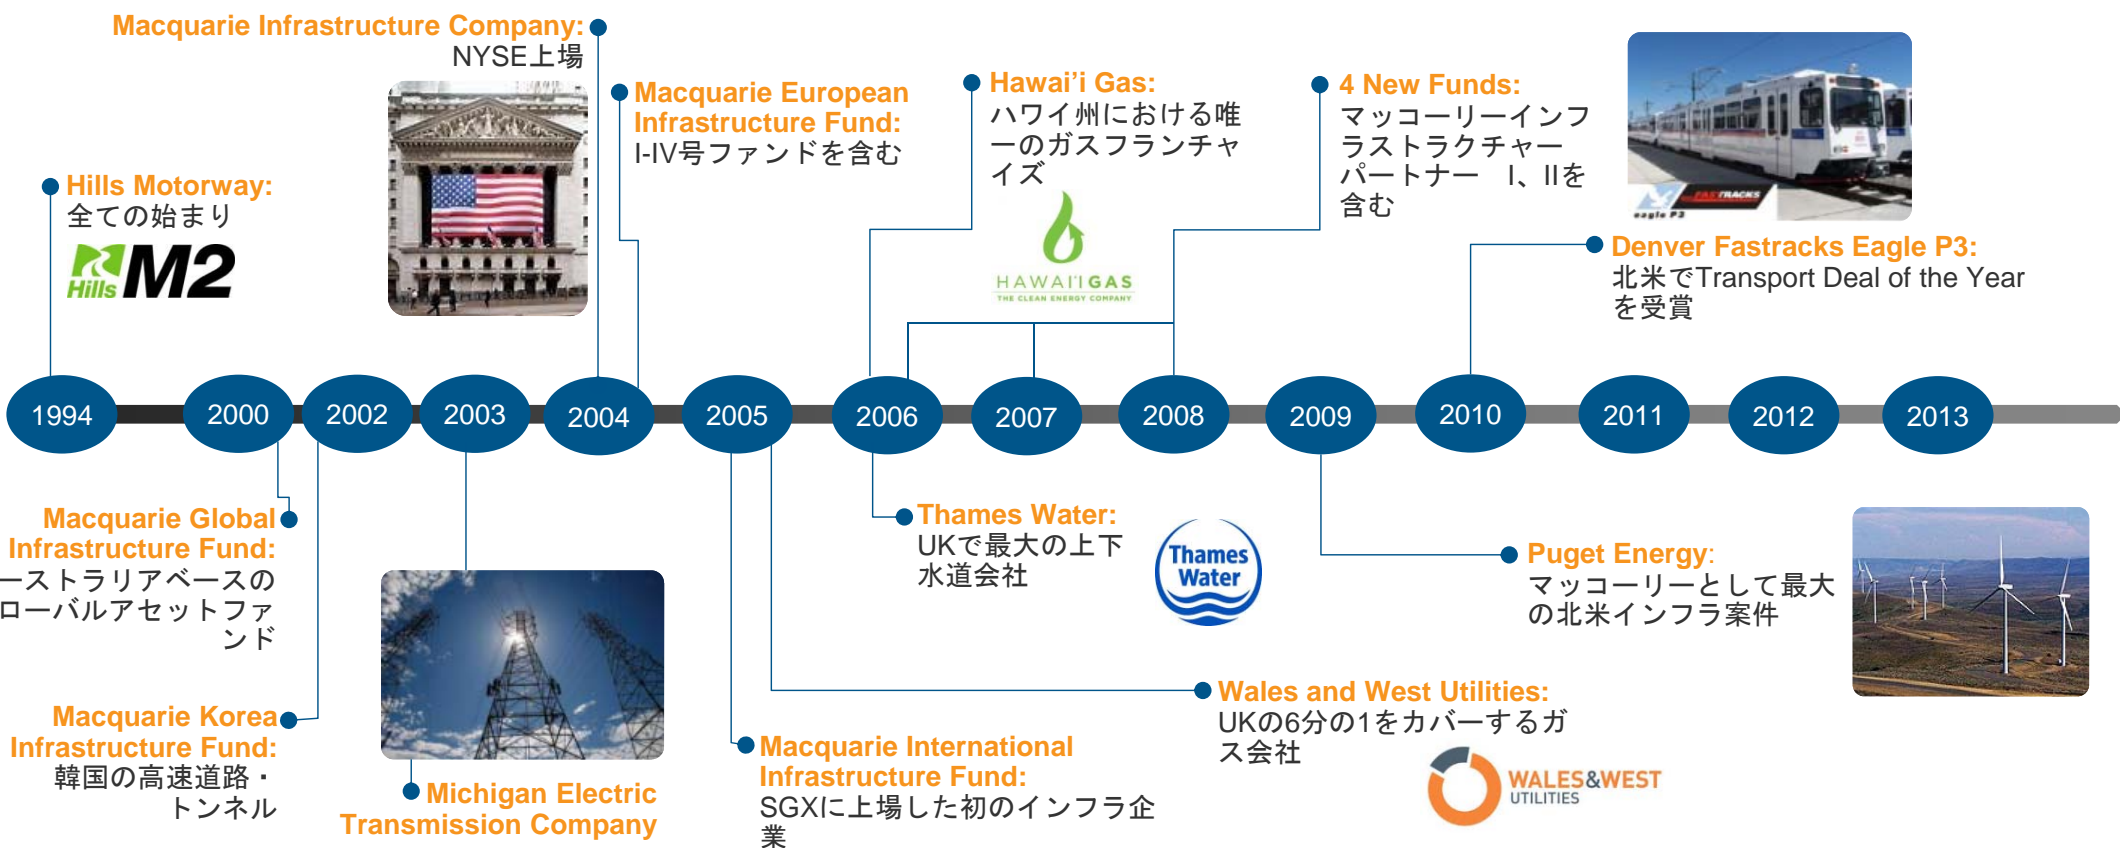 Macquarie Infrastructure Company:
NYSE上場
Macquarie European
Infrastructure Fund:
I-IV号ファンドを含む
Hawai’i Gas:
ハワイ州における唯
一のガスフランチャ
イズ
HAWAI'I GAS
THE CLEAN ENERGY COMPANY
4 New Funds:
マッコーリーインフ
ラストラクチャー
パートナー　I、IIを
含む
FASTRACKS
eagle P3
Denver Fastracks Eagle P3:
北米でTransport Deal of the Year
を受賞
Hills Motorway:
全ての始まり
Hills M2
1994
2000
2002
2003
2004
2005
2006
2007
2008
2009
2010
2011
2012
2013
Macquarie Global
Infrastructure Fund:
ーストラリアベースの
ローバルアセットファ
ンド
Macquarie Korea
Infrastructure Fund:
韓国の高速道路・
トンネル
Michigan Electric
Transmission Company
Macquarie International
Infrastructure Fund:
SGXに上場した初のインフラ企
業
Thames Water:
UKで最大の上下
水道会社
Thames
Water
Wales and West Utilities:
UKの6分の1をカバーするガ
ス会社
WALES&WEST
UTILITIES
Puget Energy:
マッコーリーとして最大
の北米インフラ案件